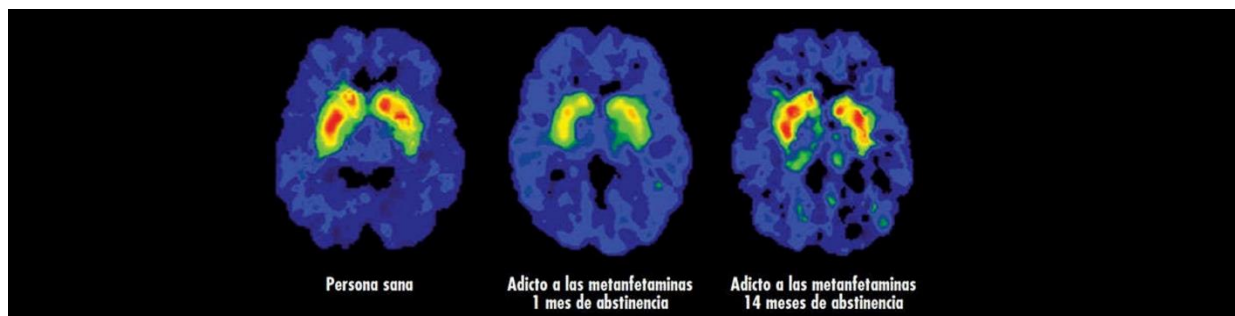 Persona sana
Adicto a las metanfetaminas
1 mes de abstinencia
Adicto a las metanfetaminas
14 meses de abstinencia